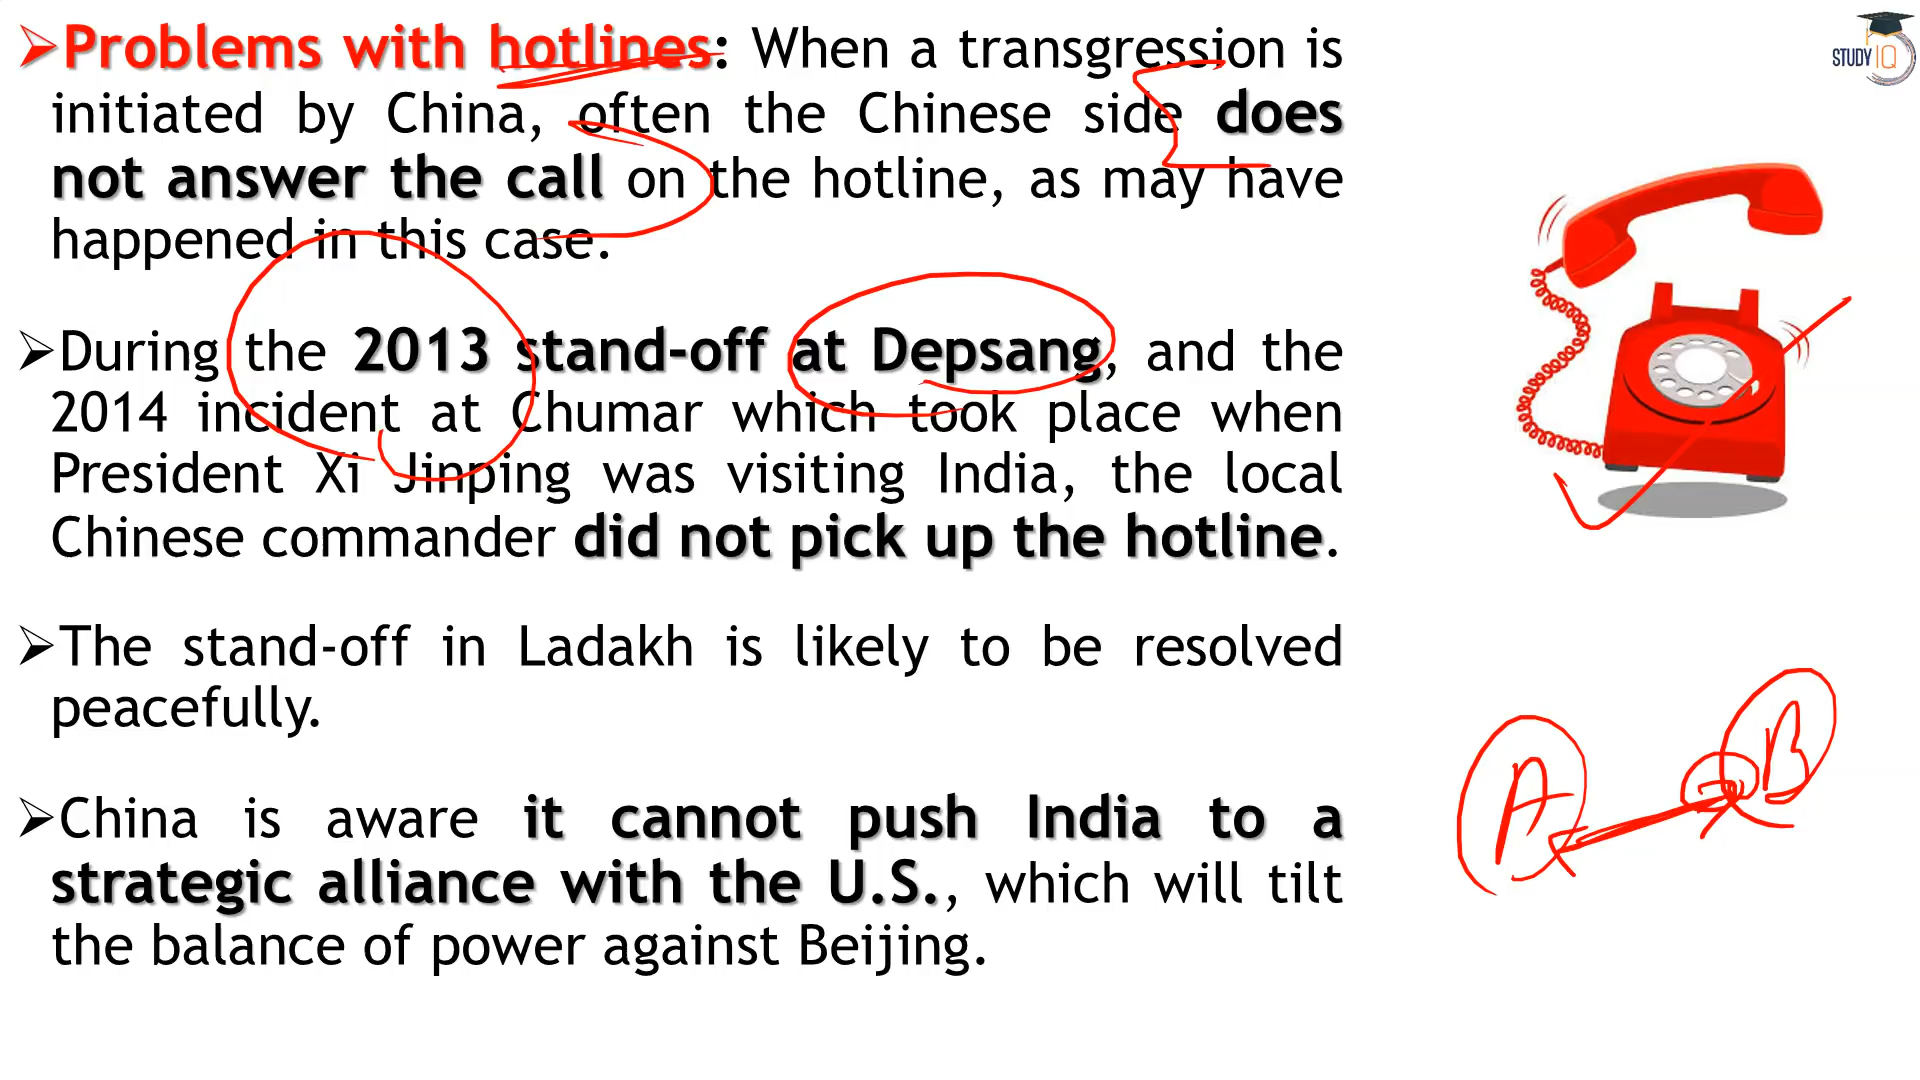 ➢Problems with hotlines: When a transgression is
initiated by China, often the Chinese side does
not answer the call on the hotline, as may have
happened in this case.
➢During the 2013 stand-off at Depsang, and the
2014 incident at Chumar which took place when
President Xi Jinping was visiting India, the local
Chinese commander did not pick up the hotline.
➢The stand-off in Ladakh is likely to be resolved
peacefully.
➢China is aware it cannot push India to a
strategic alliance with the U.S., which will tilt
the balance of power against Beijing.
STUDY IQ
A
B